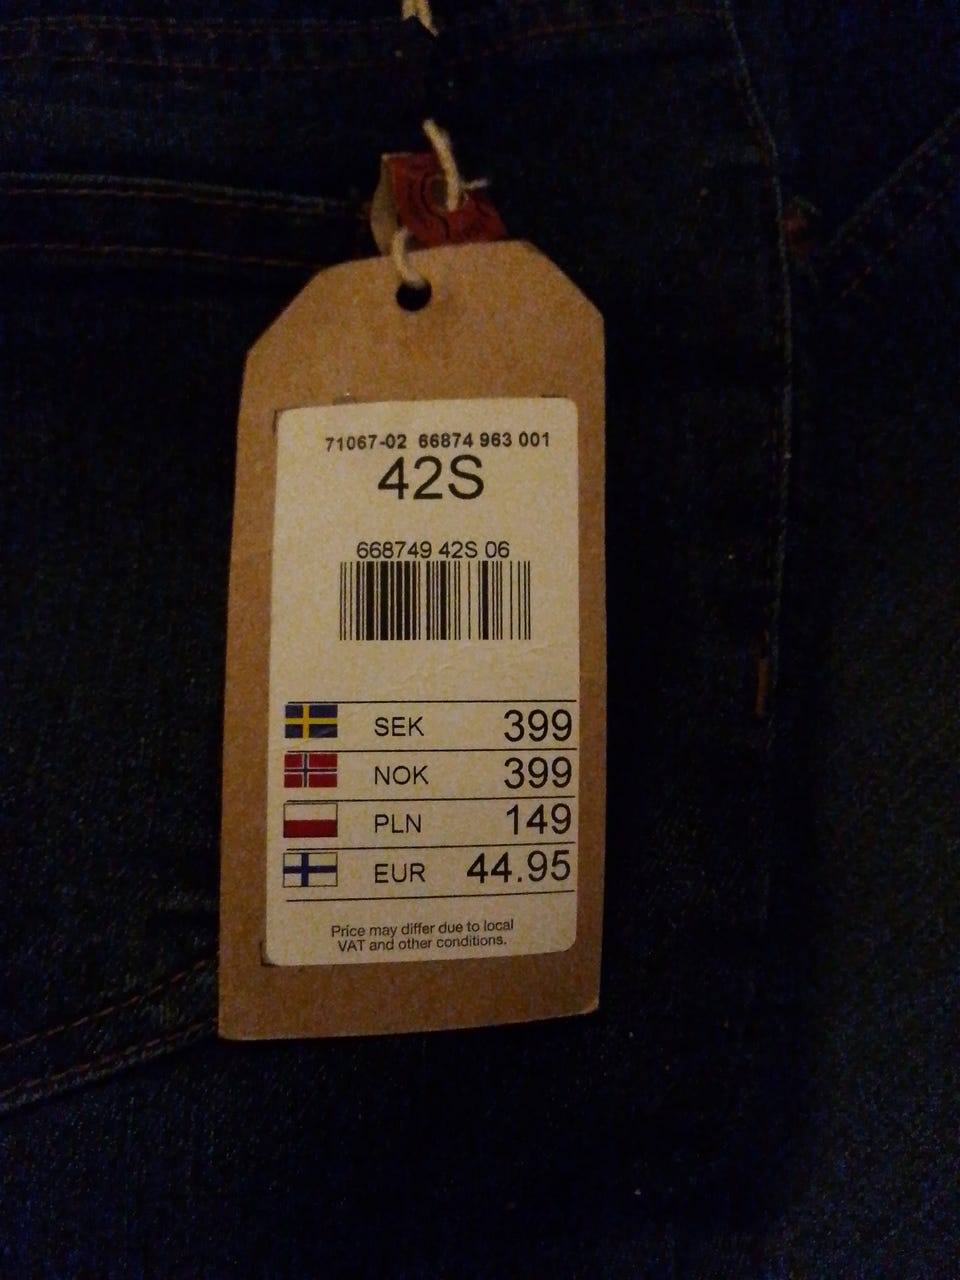 71067-02 66874 963 001
42S
668749 42S 06
SEK 399
NOK 399
PLN 149
EUR 44.95
Price may differ due to local
VAT and other conditions.